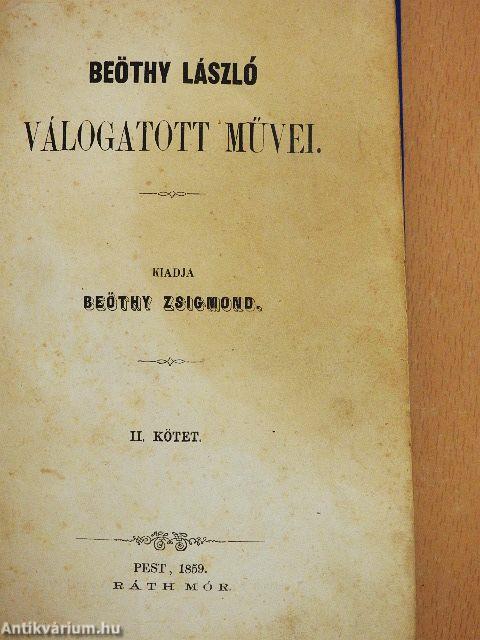 BEÖTHY LÁSZLÓ
VÁLOGATOTT MŰVEI.
KIADJA
BEÖTHY ZSIGMOND.
II. KÖTET.
PEST, 1859.
RÁTH MÓR.
Antikvárium.hu